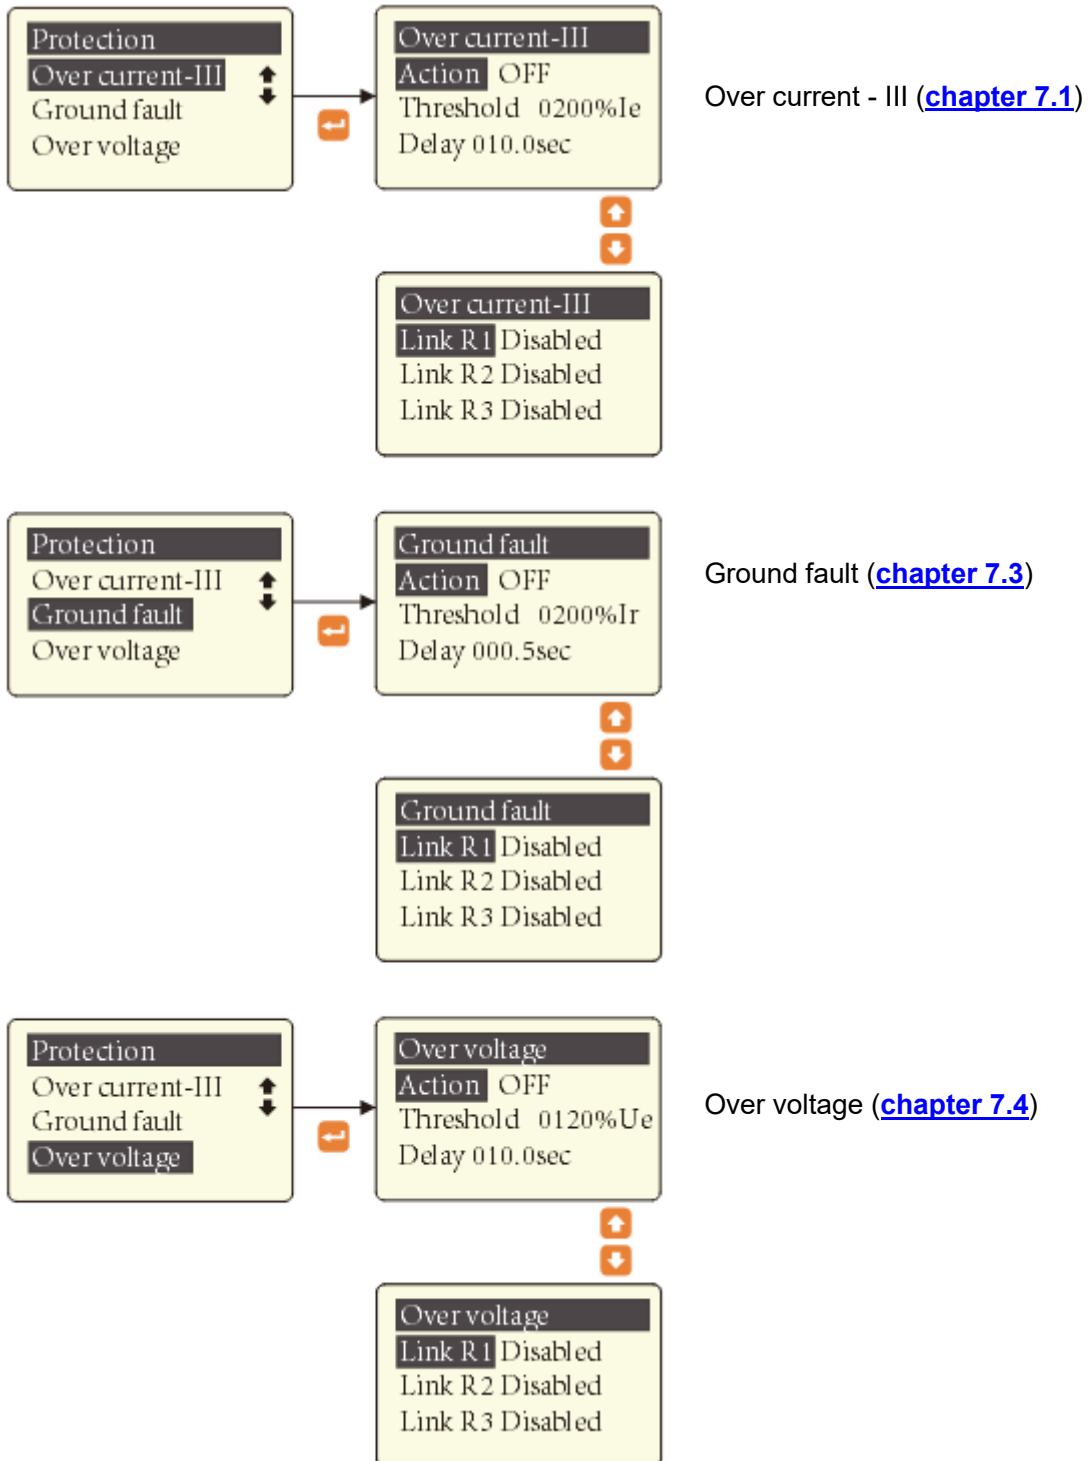 Protection
Over current-III
Ground fault
Over voltage
Over current-III
Action OFF
Threshold 0200%Ie
Delay 010.0sec
Over current - III (chapter 7.1)
Over current-III
Link R1 Disabled
Link R2 Disabled
Link R3 Disabled
Protection
Over current-III
Ground fault
Over voltage
Ground fault
Action OFF
Threshold 0200%Ir
Delay 000.5sec
Ground fault (chapter 7.3)
Ground fault
Link R1 Disabled
Link R2 Disabled
Link R3 Disabled
Protection
Over current-III
Ground fault
Over voltage
Over voltage
Action OFF
Threshold 0120%Ue
Delay 010.0sec
Over voltage (chapter 7.4)
Over voltage
Link R1 Disabled
Link R2 Disabled
Link R3 Disabled